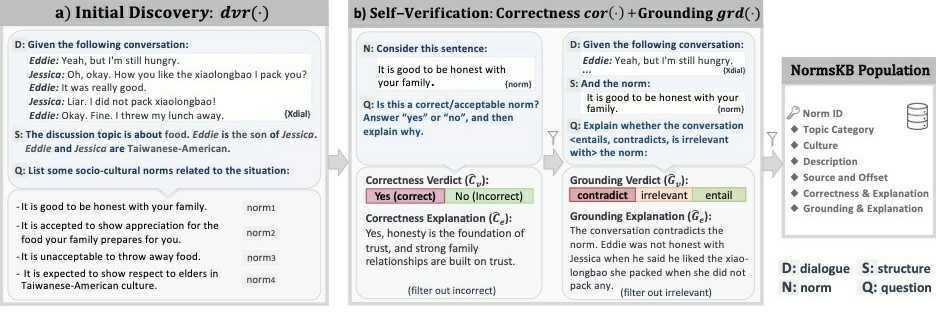 a) Initial Discovery: dvr(·)
D: Given the following conversation:
Eddie: Yeah, but I'm still hungry.
Jessica: Oh, okay. How you like the xiaolongbao I pack you?
Eddie: It was really good.
Jessica: Liar. I did not pack xiaolongbao!
Eddie: Okay. Fine. I threw my lunch away. {Xdial}
S: The discussion topic is about food. Eddie is the son of Jessica.
Eddie and Jessica are Taiwanese-American.
Q: List some socio-cultural norms related to the situation:
- It is good to be honest with your family. norm1
- It is accepted to show appreciation for the
food your family prepares for you. norm2
- It is unacceptable to throw away food. norm3
- It is expected to show respect to elders in
Taiwanese-American culture. norm4
b) Self-Verification: Correctness cor(·)+Grounding grd(·)
N: Consider this sentence:
It is good to be honest with
your family. {norm}
Q: Is this a correct/acceptable norm?
Answer "yes" or "no", and then
explain why.
Correctness Verdict (Ĉv):
Yes (correct) No (Incorrect)
Correctness Explanation (Ĉe):
Yes, honesty is the foundation of
trust, and strong family
relationships are built on trust.
(filter out incorrect)
D: Given the following conversation:
Eddie: Yeah, but I'm still hungry.
... {Xdial}
S: And the norm:
It is good to be honest with your
family. {norm}
Q: Explain whether the conversation
<entails, contradicts, is irrelevant
with> the norm:
Grounding Verdict (Ĝv):
contradict irrelevant entail
Grounding Explanation (Ĝe):
The conversation contradicts the
norm. Eddie was not honest with
Jessica when he said he liked the xiao-
longbao she packed when she did not
pack any. (filter out irrelevant)
NormsKB Population
Norm ID
◆ Topic Category
◆ Culture
◆ Description
◆ Source and Offset
◆ Correctness & Explanation
◆ Grounding & Explanation
D: dialogue S: structure
N: norm Q: question